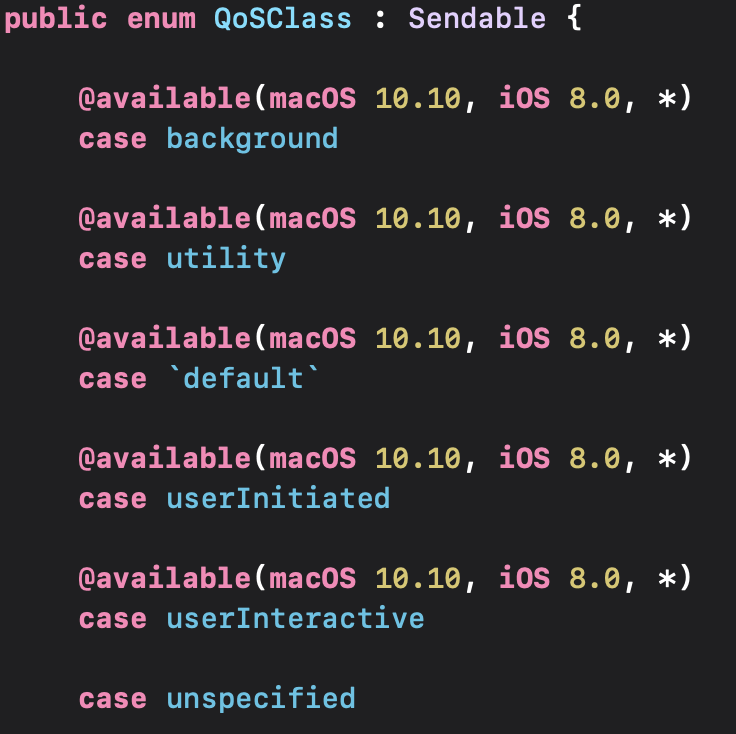 public enum QoSClass : Sendable {
@available(macOS 10.10, iOS 8.0, *)
case background
@available(macOS 10.10, iOS 8.0, *)
case utility
@available(macOS 10.10, iOS 8.0, *)
case `default`
@available(macOS 10.10, iOS 8.0, *)
case userInitiated
@available(macOS 10.10, iOS 8.0, *)
case userInteractive
case unspecified